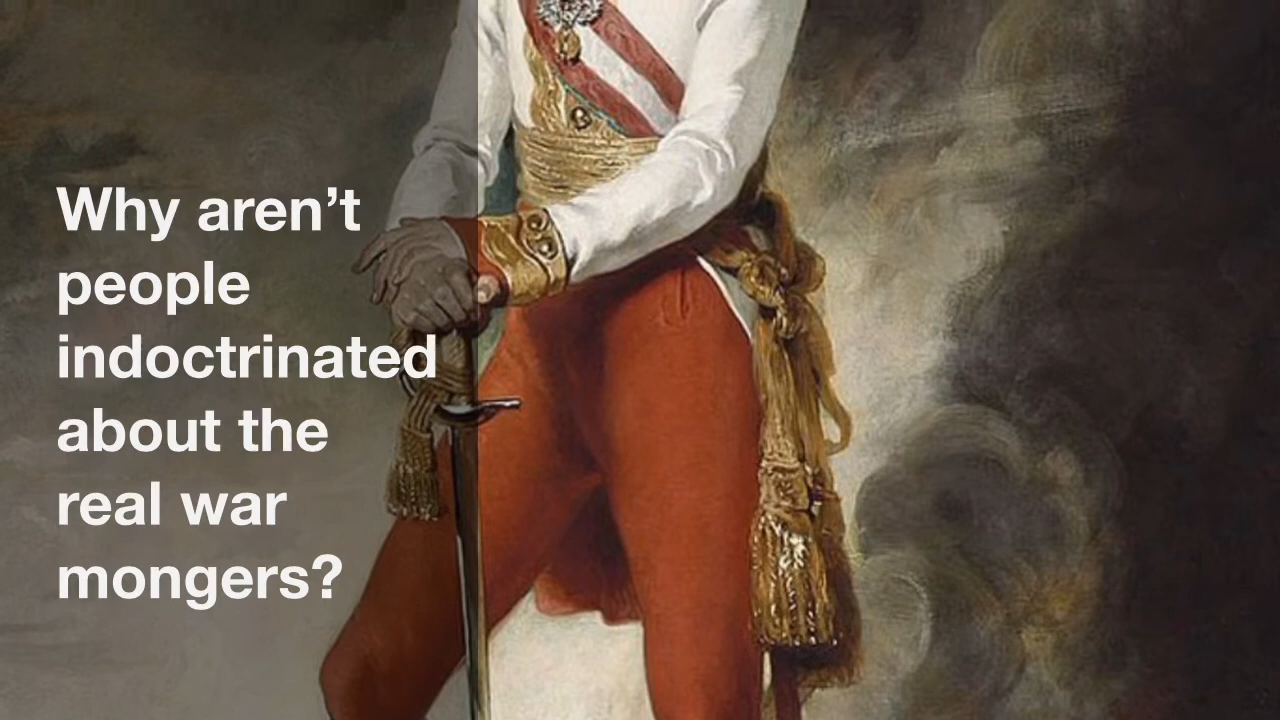 Why aren’t
people
indoctrinated
about the
real war
mongers?